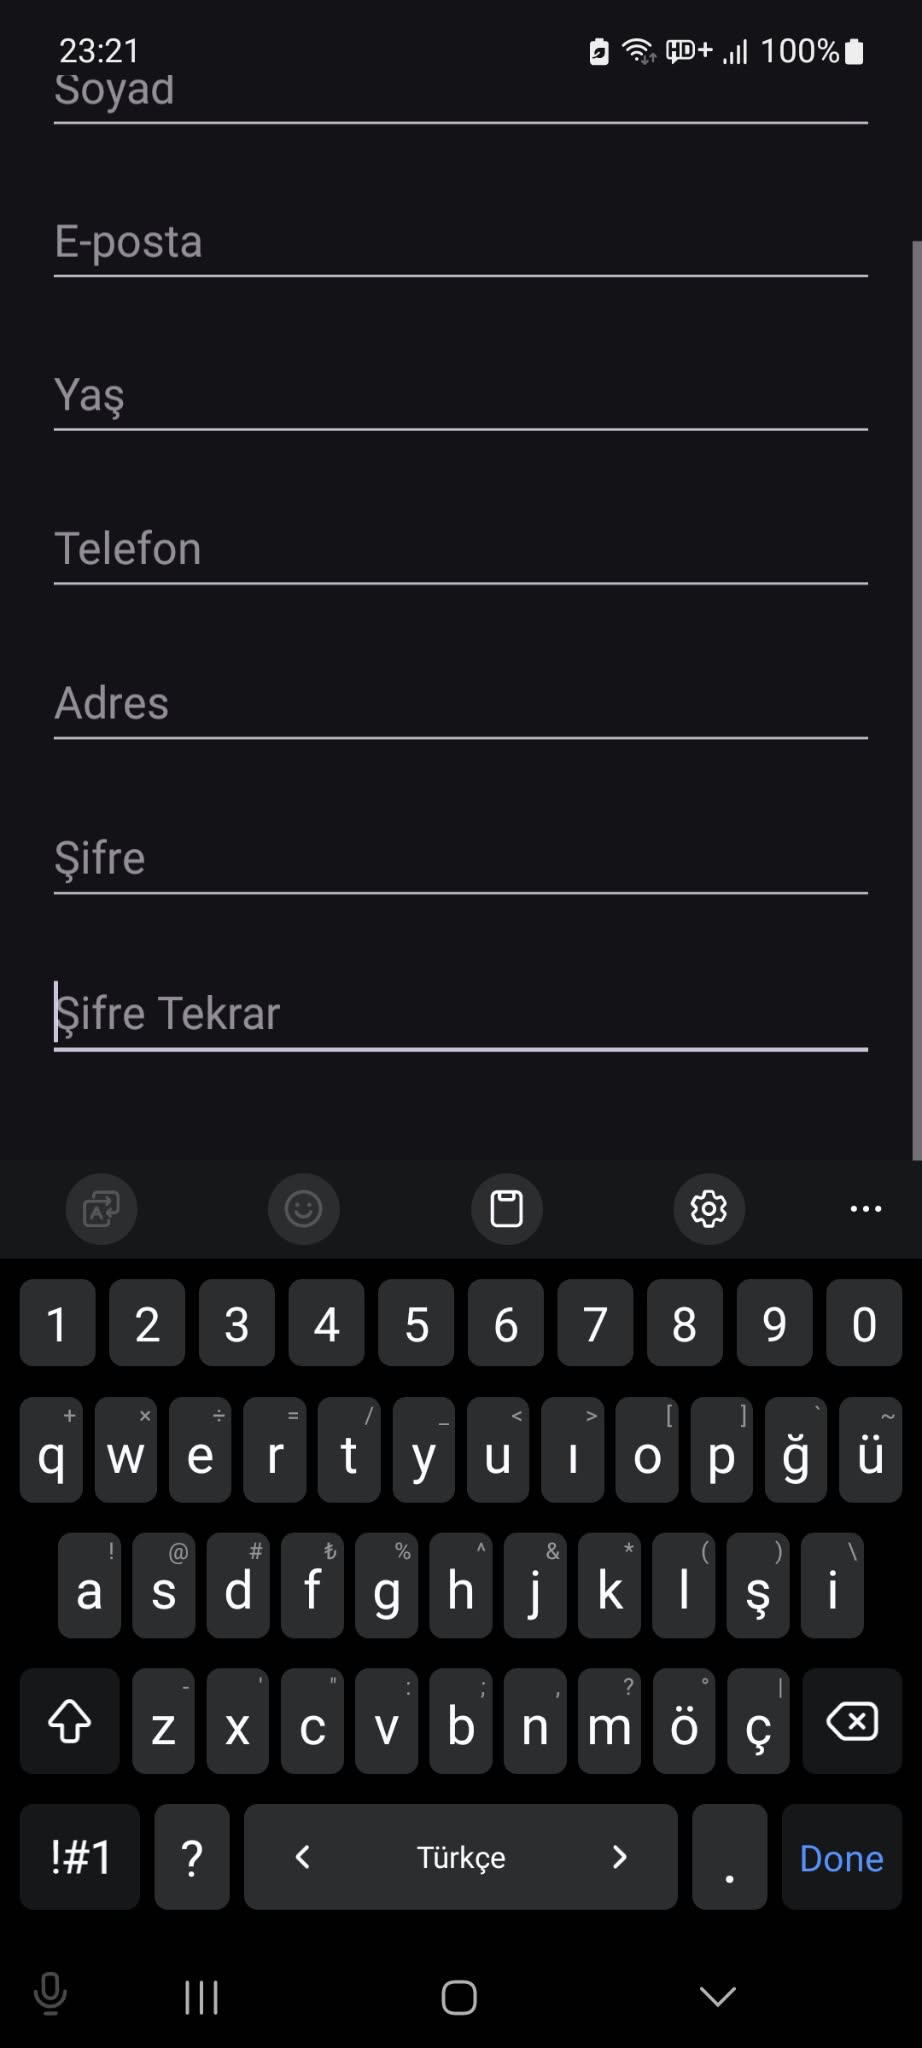 23:21 HD+ 100%
Soyad
E-posta
Yaş
Telefon
Adres
Şifre
Şifre Tekrar
1 2 3 4 5 6 7 8 9 0
+ × ÷ = / _ < > [ ] ` ~
q w e r t y u ı o p ğ ü
! @ # ₺ % ^ & * ( ) \
a s d f g h j k l ş i
- ' " : ; , ? ° |
z x c v b n m ö ç
!#1 ? < Türkçe > . Done